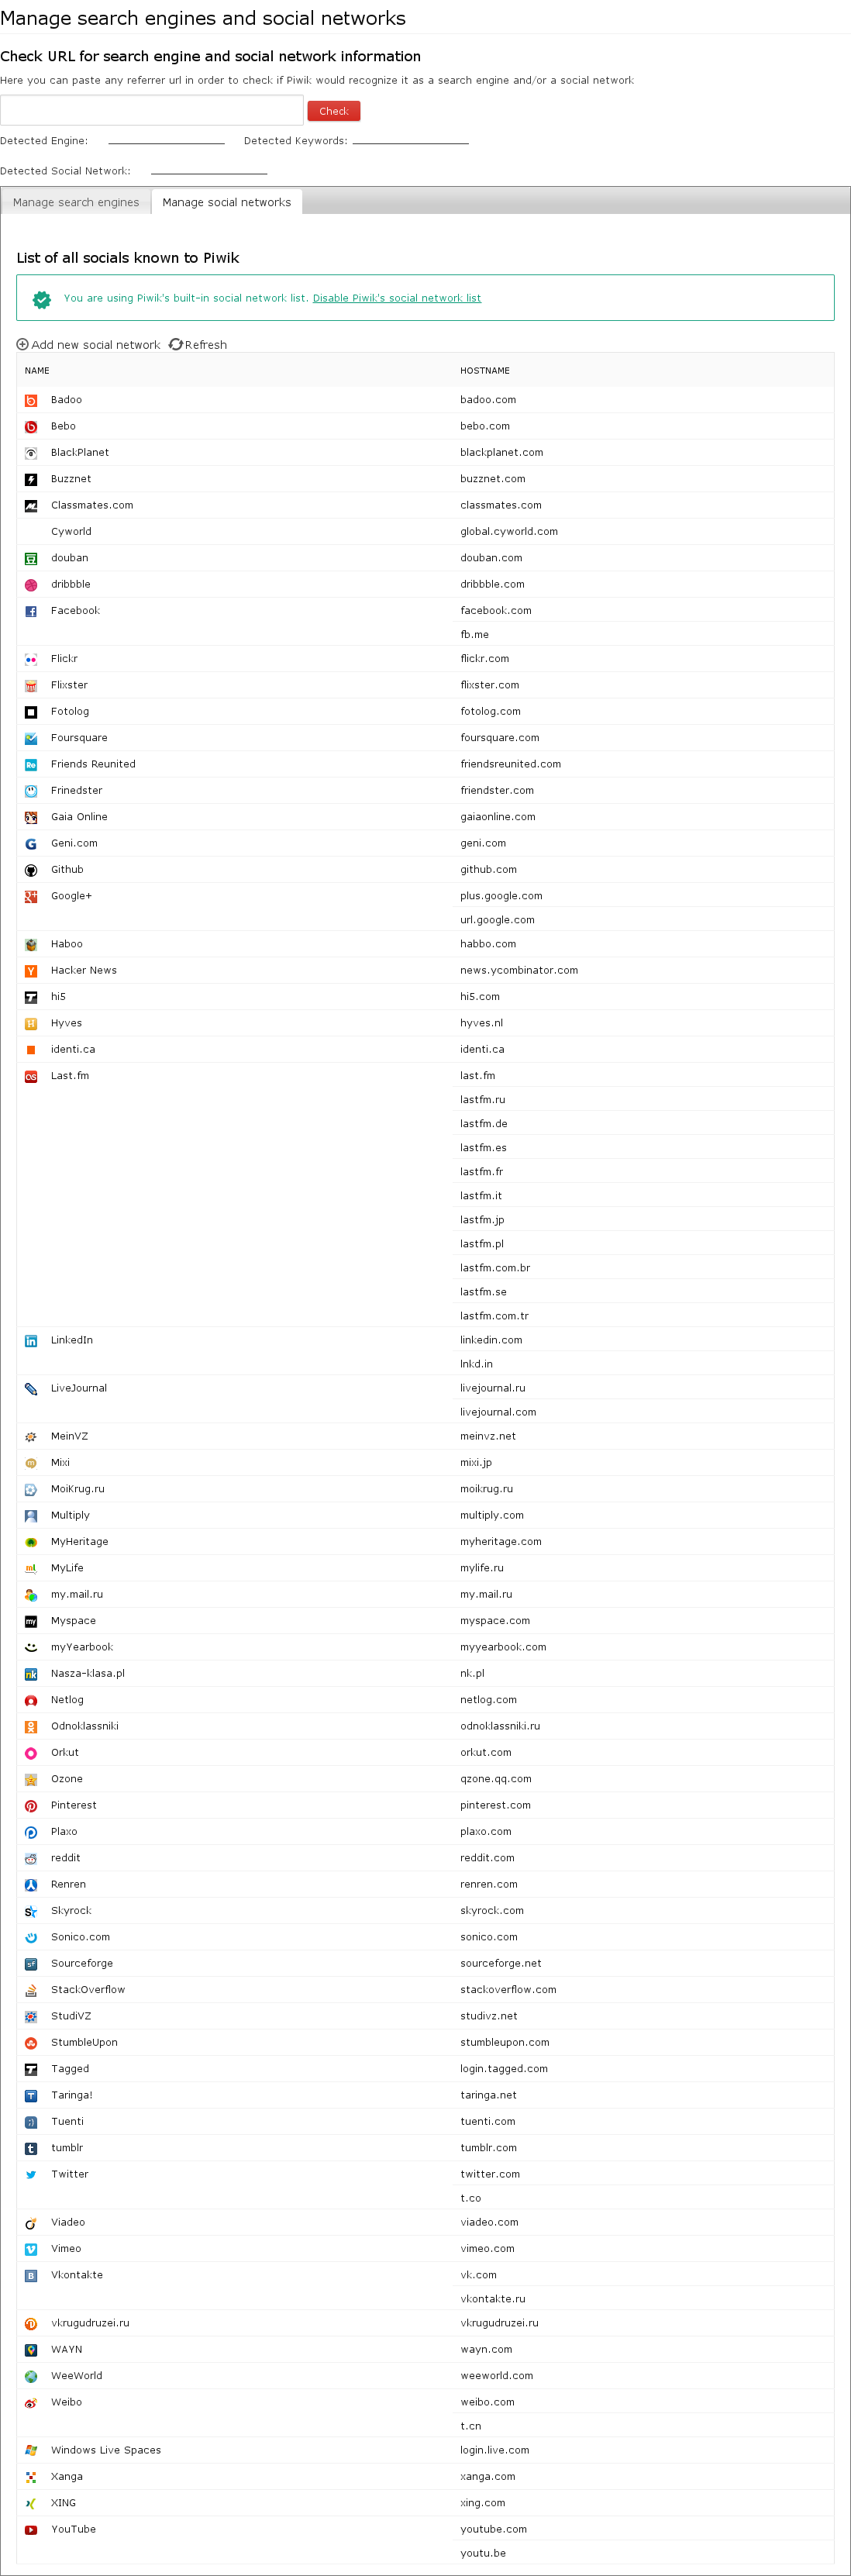 Manage search engines and social networks
Check URL for search engine and social network information
Here you can paste any referrer url in order to check if Piwik would recognize it as a search engine and/or a social network
Check
Detected Engine: Detected Keywords:
Detected Social Network:
Manage search engines Manage social networks
List of all socials known to Piwik
You are using Piwik's built-in social network list. Disable Piwik's social network list
Add new social network Refresh
NAME HOSTNAME
Badoo badoo.com
Bebo bebo.com
BlackPlanet blackplanet.com
Buzznet buzznet.com
Classmates.com classmates.com
Cyworld global.cyworld.com
douban douban.com
dribbble dribbble.com
Facebook facebook.com
fb.me
Flickr flickr.com
Flixster flixster.com
Fotolog fotolog.com
Foursquare foursquare.com
Friends Reunited friendsreunited.com
Frinedster friendster.com
Gaia Online gaiaonline.com
Geni.com geni.com
Github github.com
Google+ plus.google.com
url.google.com
Haboo habbo.com
Hacker News news.ycombinator.com
hi5 hi5.com
Hyves hyves.nl
identi.ca identi.ca
Last.fm last.fm
lastfm.ru
lastfm.de
lastfm.es
lastfm.fr
lastfm.it
lastfm.jp
lastfm.pl
lastfm.com.br
lastfm.se
lastfm.com.tr
LinkedIn linkedin.com
lnkd.in
LiveJournal livejournal.ru
livejournal.com
MeinVZ meinvz.net
Mixi mixi.jp
MoiKrug.ru moikrug.ru
Multiply multiply.com
MyHeritage myheritage.com
MyLife mylife.ru
my.mail.ru my.mail.ru
Myspace myspace.com
myYearbook myyearbook.com
Nasza-klasa.pl nk.pl
Netlog netlog.com
Odnoklassniki odnoklassniki.ru
Orkut orkut.com
Ozone qzone.qq.com
Pinterest pinterest.com
Plaxo plaxo.com
reddit reddit.com
Renren renren.com
Skyrock skyrock.com
Sonico.com sonico.com
Sourceforge sourceforge.net
StackOverflow stackoverflow.com
StudiVZ studivz.net
StumbleUpon stumbleupon.com
Tagged login.tagged.com
Taringa! taringa.net
Tuenti tuenti.com
tumblr tumblr.com
Twitter twitter.com
t.co
Viadeo viadeo.com
Vimeo vimeo.com
Vkontakte vk.com
vkontakte.ru
vkrugudruzei.ru vkrugudruzei.ru
WAYN wayn.com
WeeWorld weeworld.com
Weibo weibo.com
t.cn
Windows Live Spaces login.live.com
Xanga xanga.com
XING xing.com
YouTube youtube.com
youtu.be